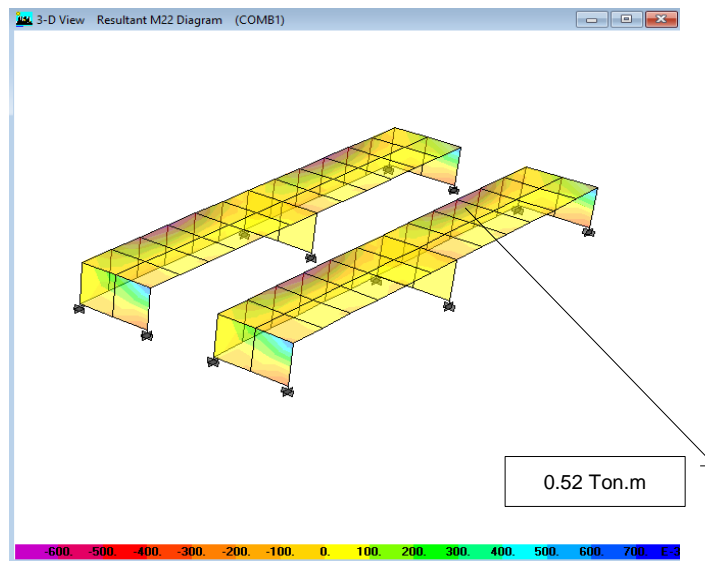 3-D View Resultant M22 Diagram (COMB1)
0.52 Ton.m
-600. -500. -400. -300. -200. -100. 0. 100. 200. 300. 400. 500. 600. 700. E-3